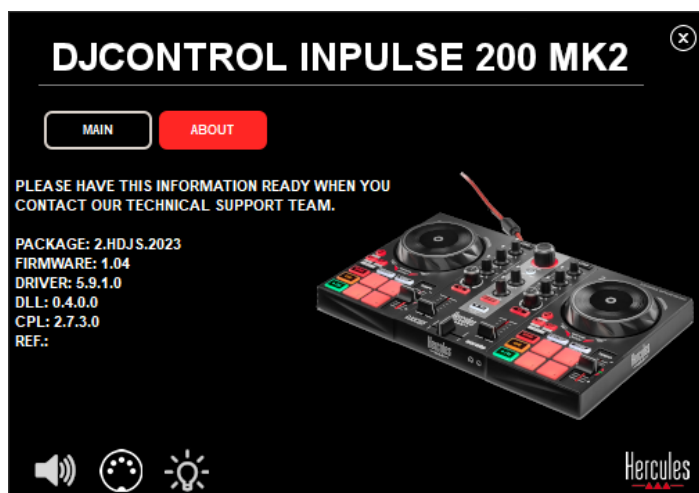 DJCONTROL INPULSE 200 MK2
MAIN
ABOUT
PLEASE HAVE THIS INFORMATION READY WHEN YOU
CONTACT OUR TECHNICAL SUPPORT TEAM.
PACKAGE: 2.HDJS.2023
FIRMWARE: 1.04
DRIVER: 5.9.1.0
DLL: 0.4.0.0
CPL: 2.7.3.0
REF.:
Hercules
Hercules
Hercules